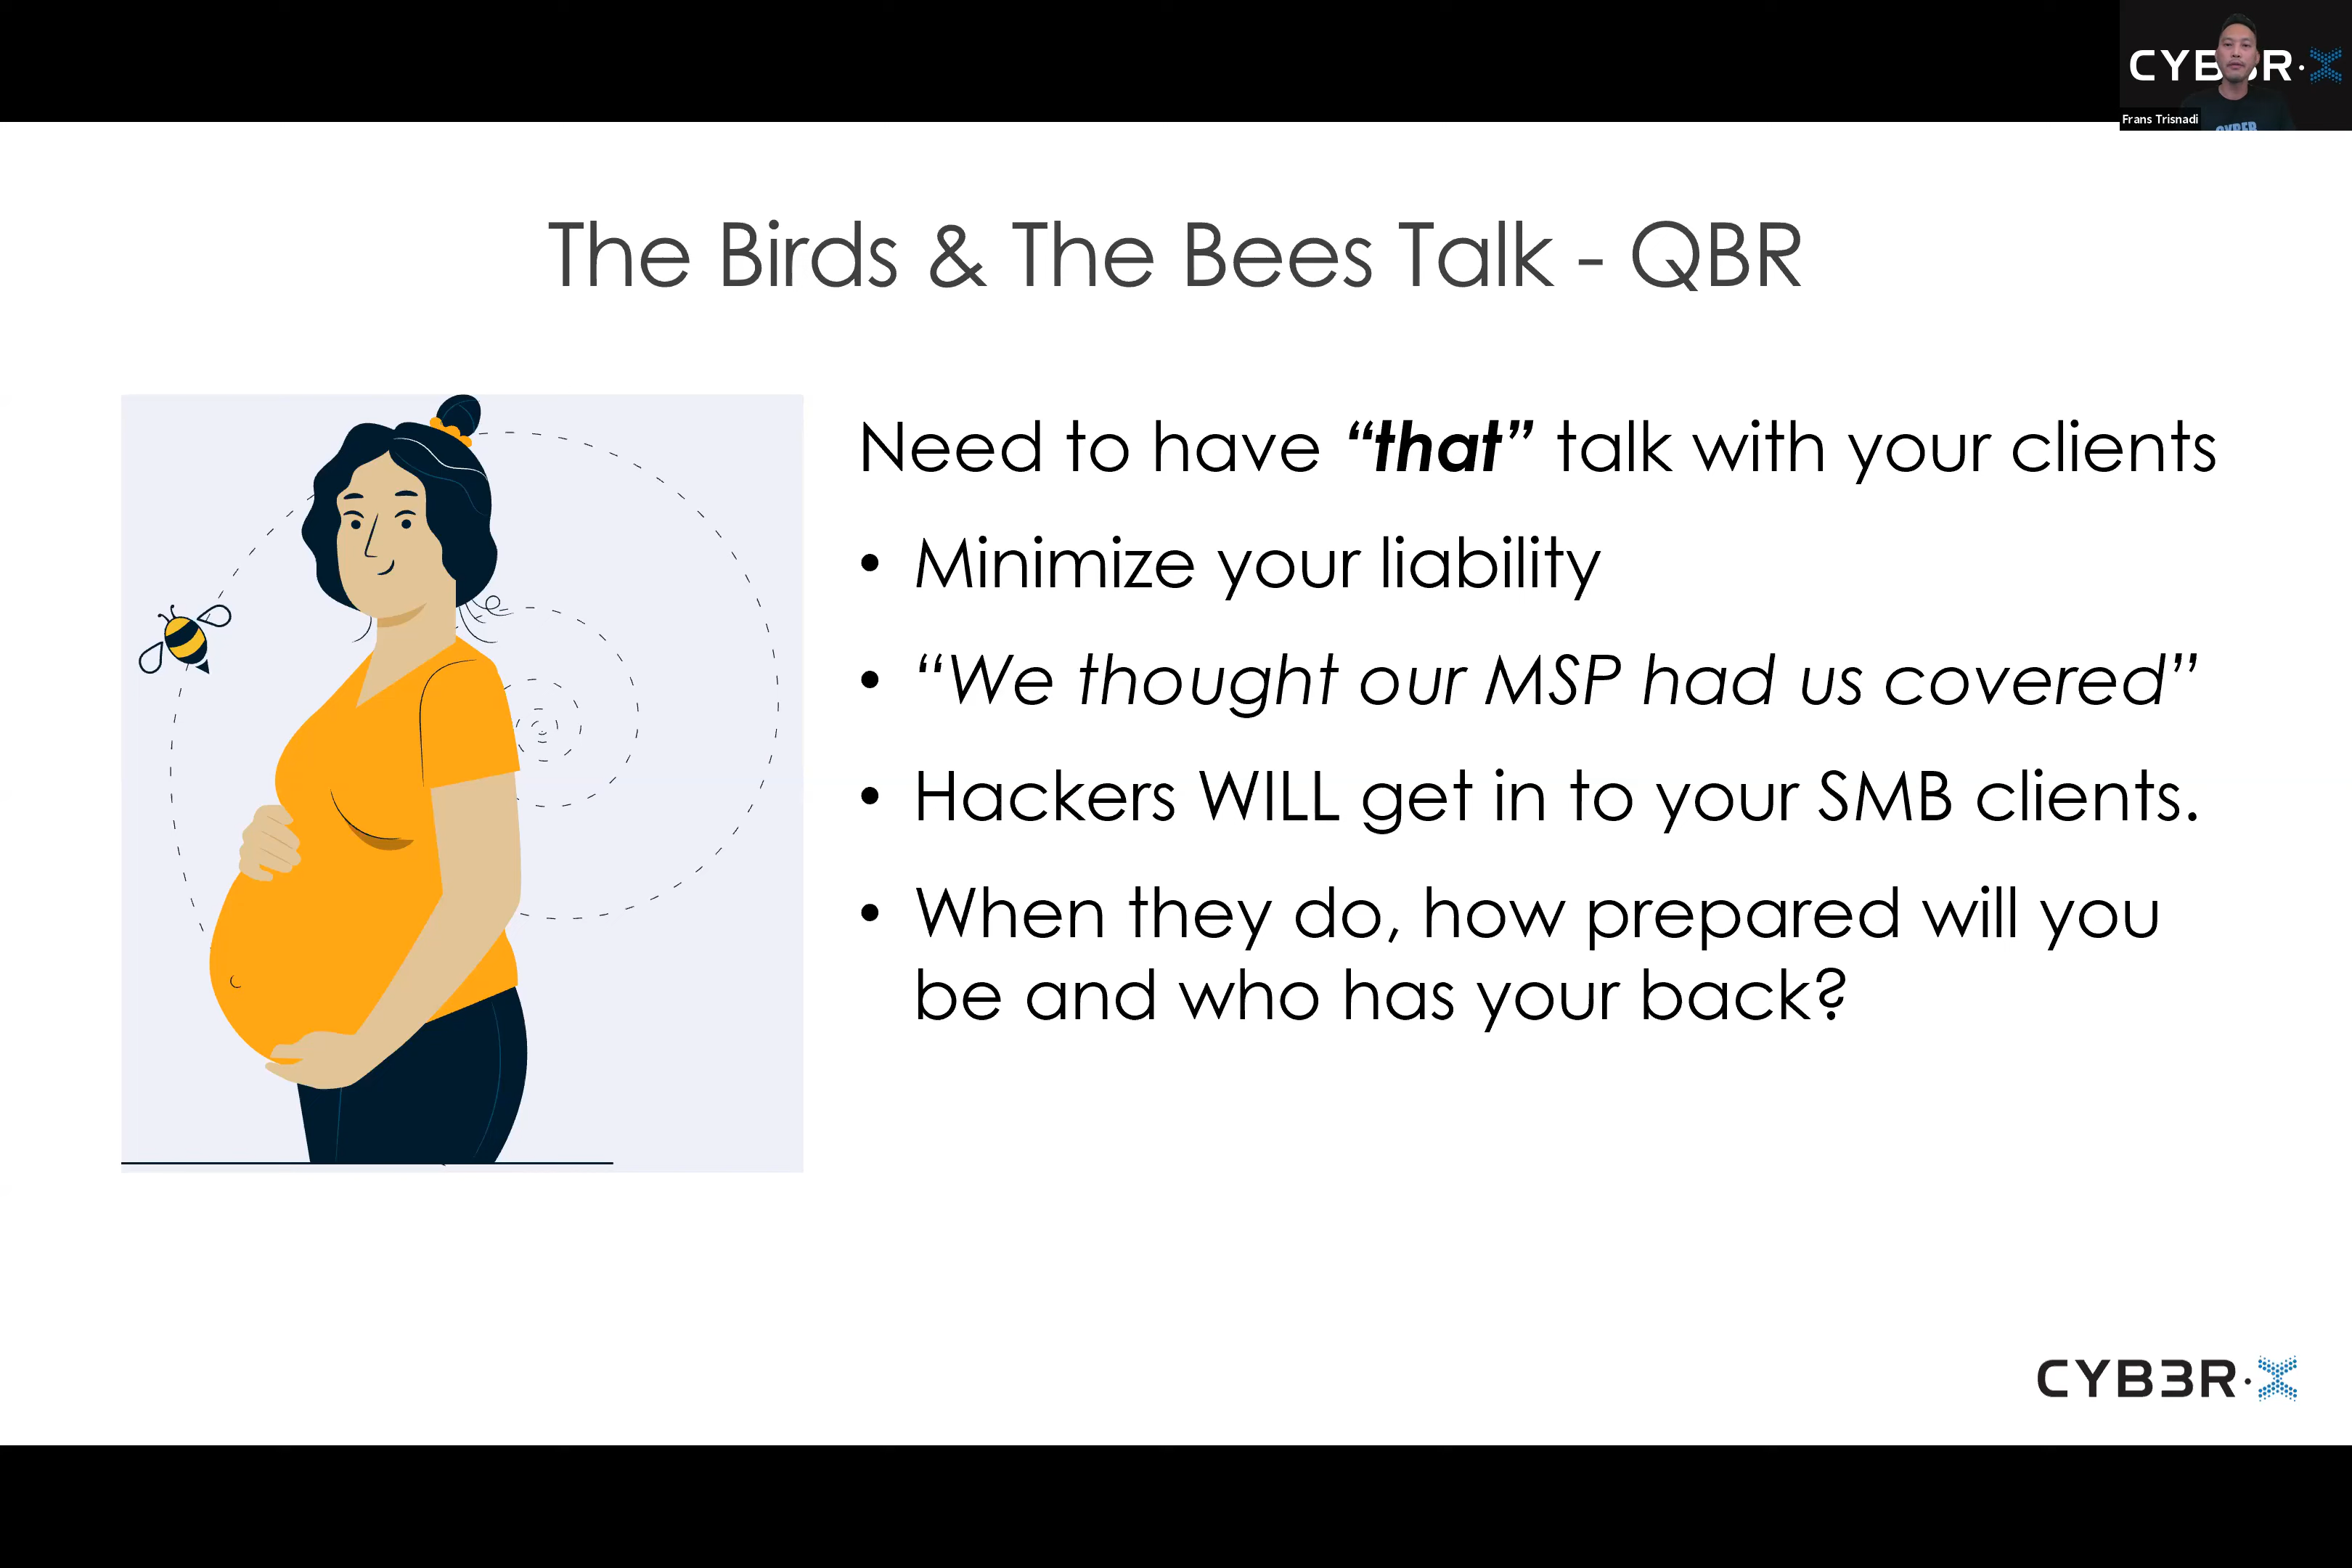 CYB3R
Frans Trisnadi
The Birds & The Bees Talk - QBR
Need to have “that” talk with your clients
• Minimize your liability
• “We thought our MSP had us covered”
• Hackers WILL get in to your SMB clients.
• When they do, how prepared will you
be and who has your back?
CYB3R·X